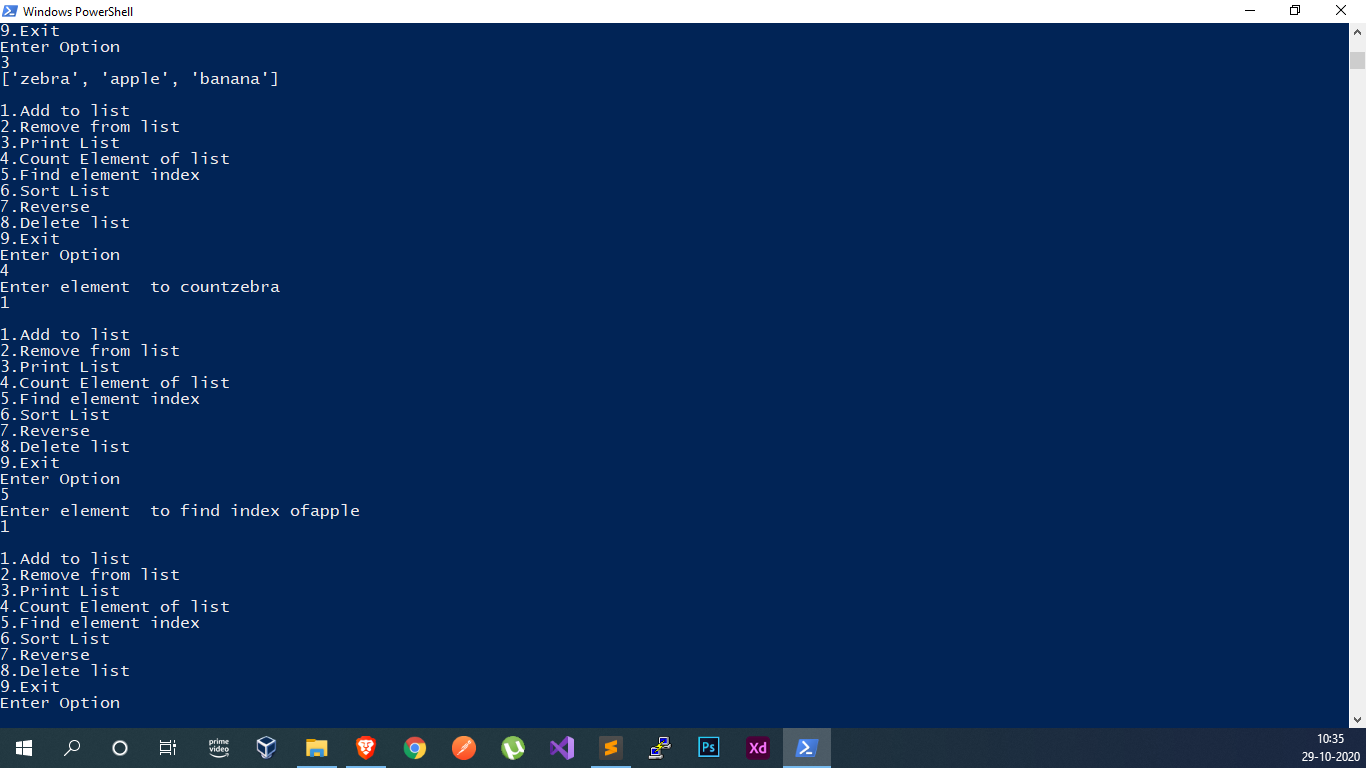 Windows PowerShell
9.Exit
Enter Option
3
['zebra', 'apple', 'banana']
1.Add to list
2.Remove from list
3.Print List
4.Count Element of list
5.Find element index
6.Sort List
7.Reverse
8.Delete list
9.Exit
Enter Option
4
Enter element  to countzebra
1
1.Add to list
2.Remove from list
3.Print List
4.Count Element of list
5.Find element index
6.Sort List
7.Reverse
8.Delete list
9.Exit
Enter Option
5
Enter element  to find index ofapple
1
1.Add to list
2.Remove from list
3.Print List
4.Count Element of list
5.Find element index
6.Sort List
7.Reverse
8.Delete list
9.Exit
Enter Option
prime
video
Ps
Xd
10:35
29-10-2020